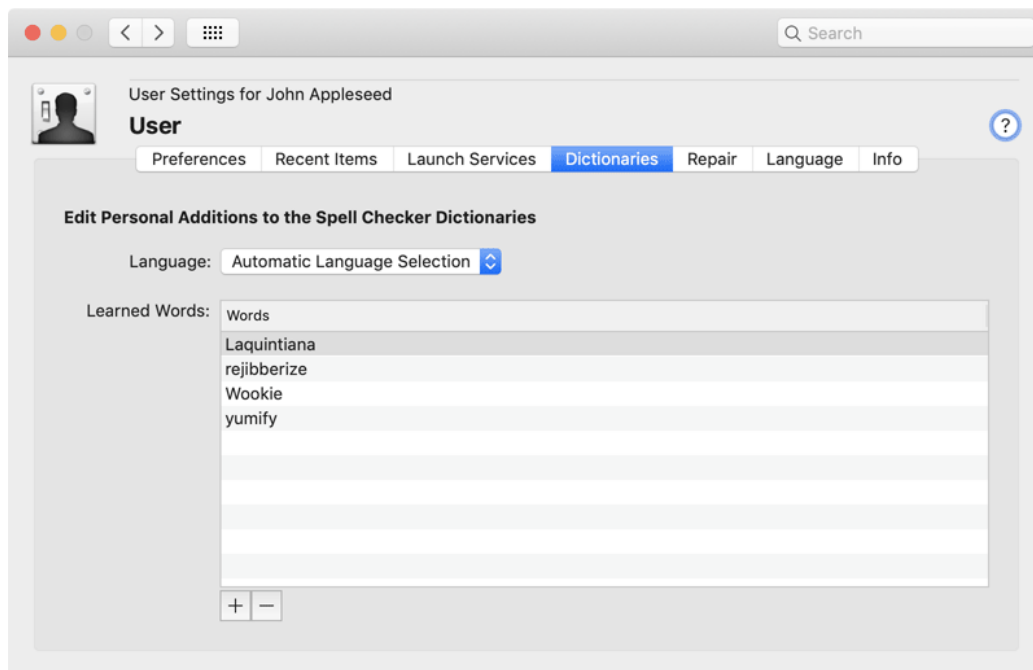 Search
User Settings for John Appleseed
User
?
Preferences Recent Items Launch Services Dictionaries Repair Language Info
Edit Personal Additions to the Spell Checker Dictionaries
Language: Automatic Language Selection
Learned Words: Words
Laquintiana
rejibberize
Wookie
yumify
+ −